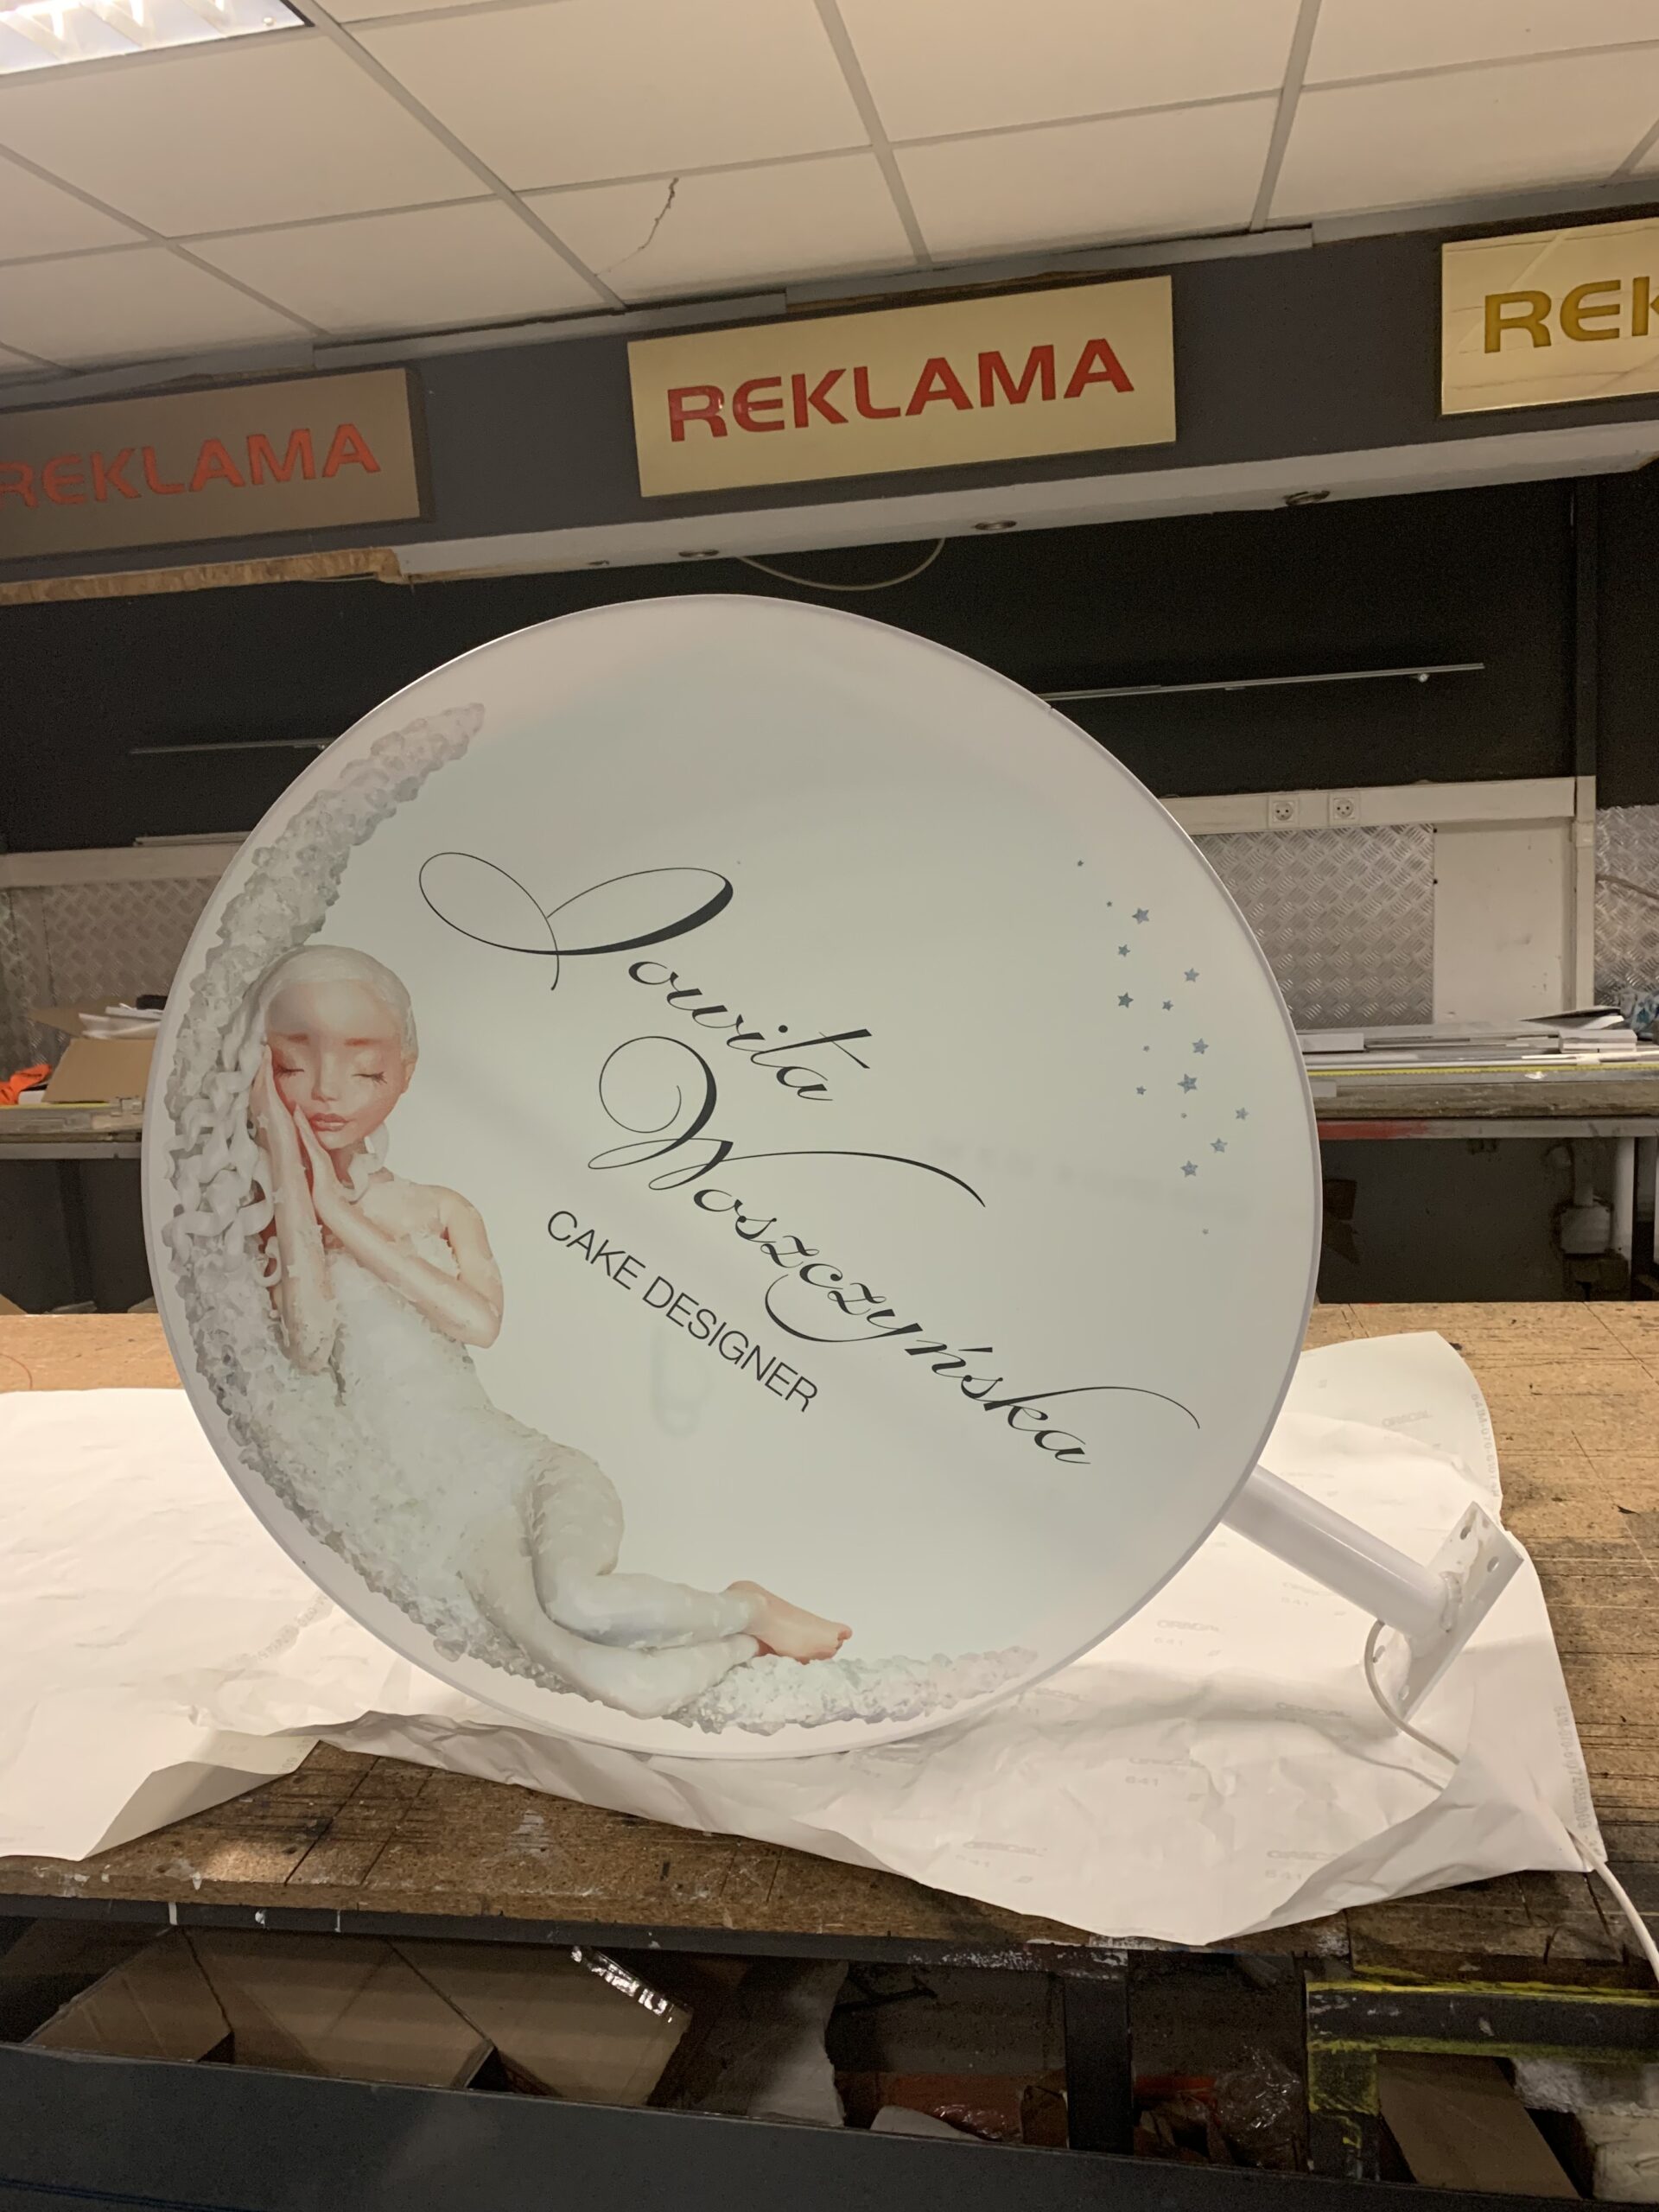 REKLAMA
REKLAMA
REK
Jowita
Woszczyńska
CAKE DESIGNER